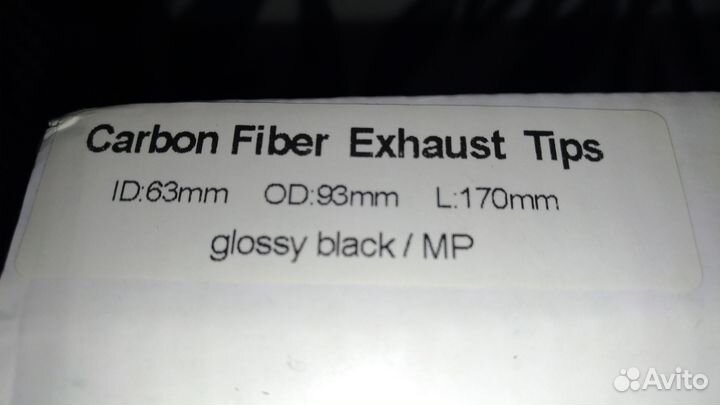 Carbon Fiber Exhaust Tips
ID:63mm OD:93mm L:170mm
glossy black / MP
Avito